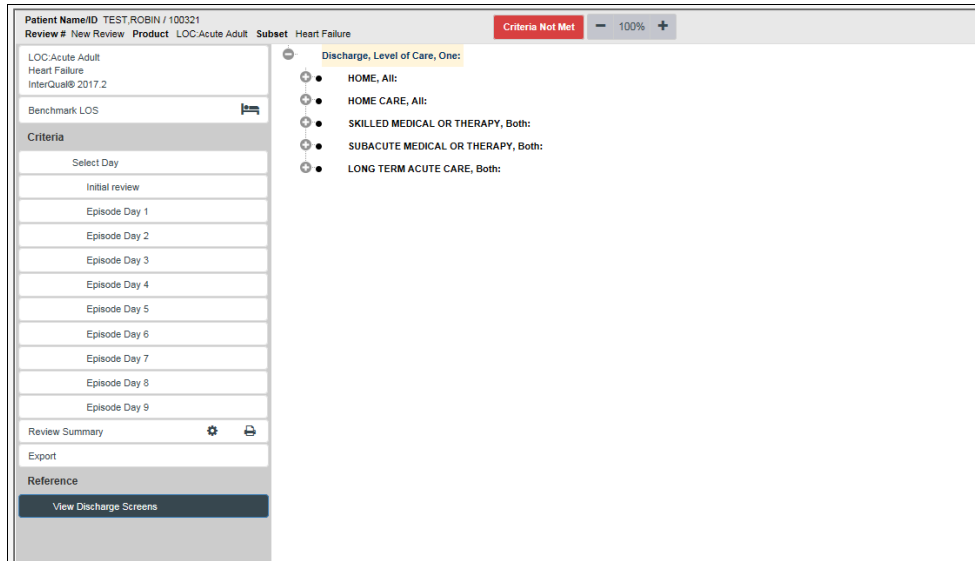 Patient Name/ID TEST,ROBIN / 100321
Review # New Review Product LOC:Acute Adult Subset Heart Failure
Criteria Not Met
100%
LOC:Acute Adult
Heart Failure
InterQual® 2017.2
Benchmark LOS
Criteria
Select Day
Initial review
Episode Day 1
Episode Day 2
Episode Day 3
Episode Day 4
Episode Day 5
Episode Day 6
Episode Day 7
Episode Day 8
Episode Day 9
Review Summary
Export
Reference
View Discharge Screens
Discharge, Level of Care, One:
HOME, All:
HOME CARE, All:
SKILLED MEDICAL OR THERAPY, Both:
SUBACUTE MEDICAL OR THERAPY, Both:
LONG TERM ACUTE CARE, Both: